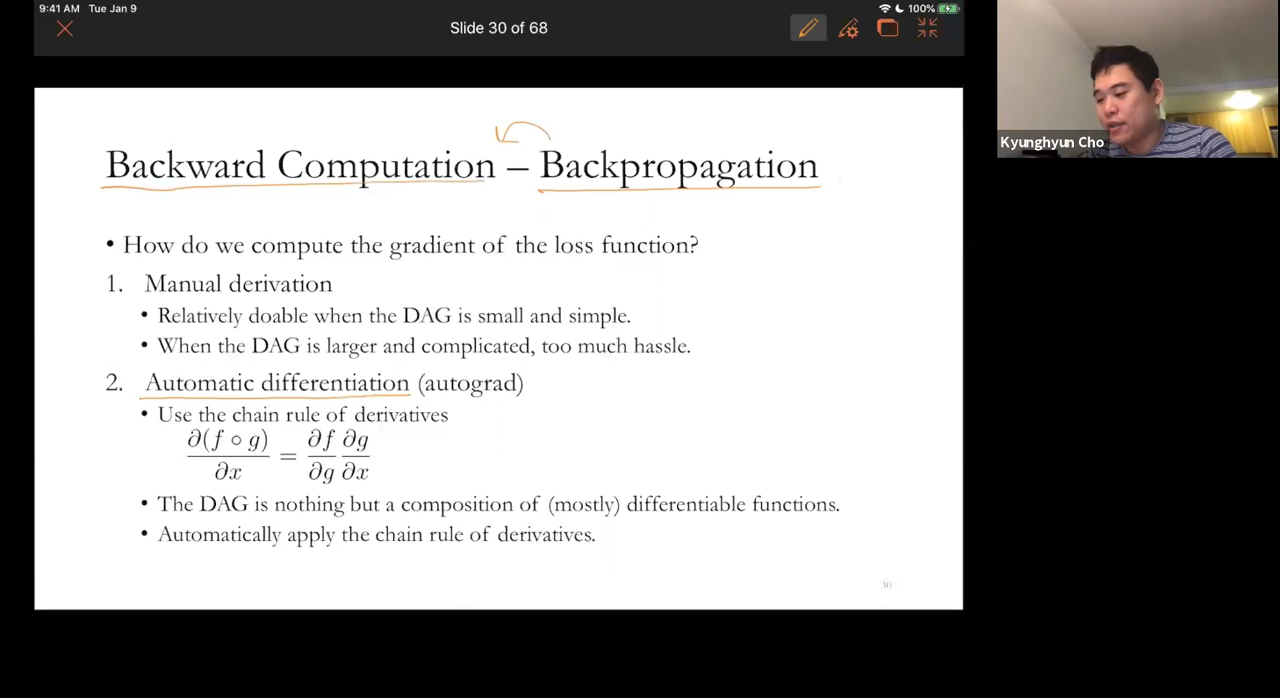 9:41 AM Tue Jan 9
100%
Slide 30 of 68
Kyunghyun Cho
Backward Computation – Backpropagation
• How do we compute the gradient of the loss function?
1. Manual derivation
• Relatively doable when the DAG is small and simple.
• When the DAG is larger and complicated, too much hassle.
2. Automatic differentiation (autograd)
• Use the chain rule of derivatives
∂(f ∘ g)/∂x = ∂f/∂g ∂g/∂x
• The DAG is nothing but a composition of (mostly) differentiable functions.
• Automatically apply the chain rule of derivatives.
30